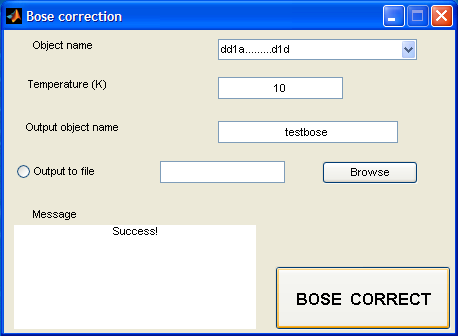 Bose correction
Object name
dd1a.........d1d
Temperature (K)
10
Output object name
testbose
Output to file
Browse
Message
Success!
BOSE CORRECT